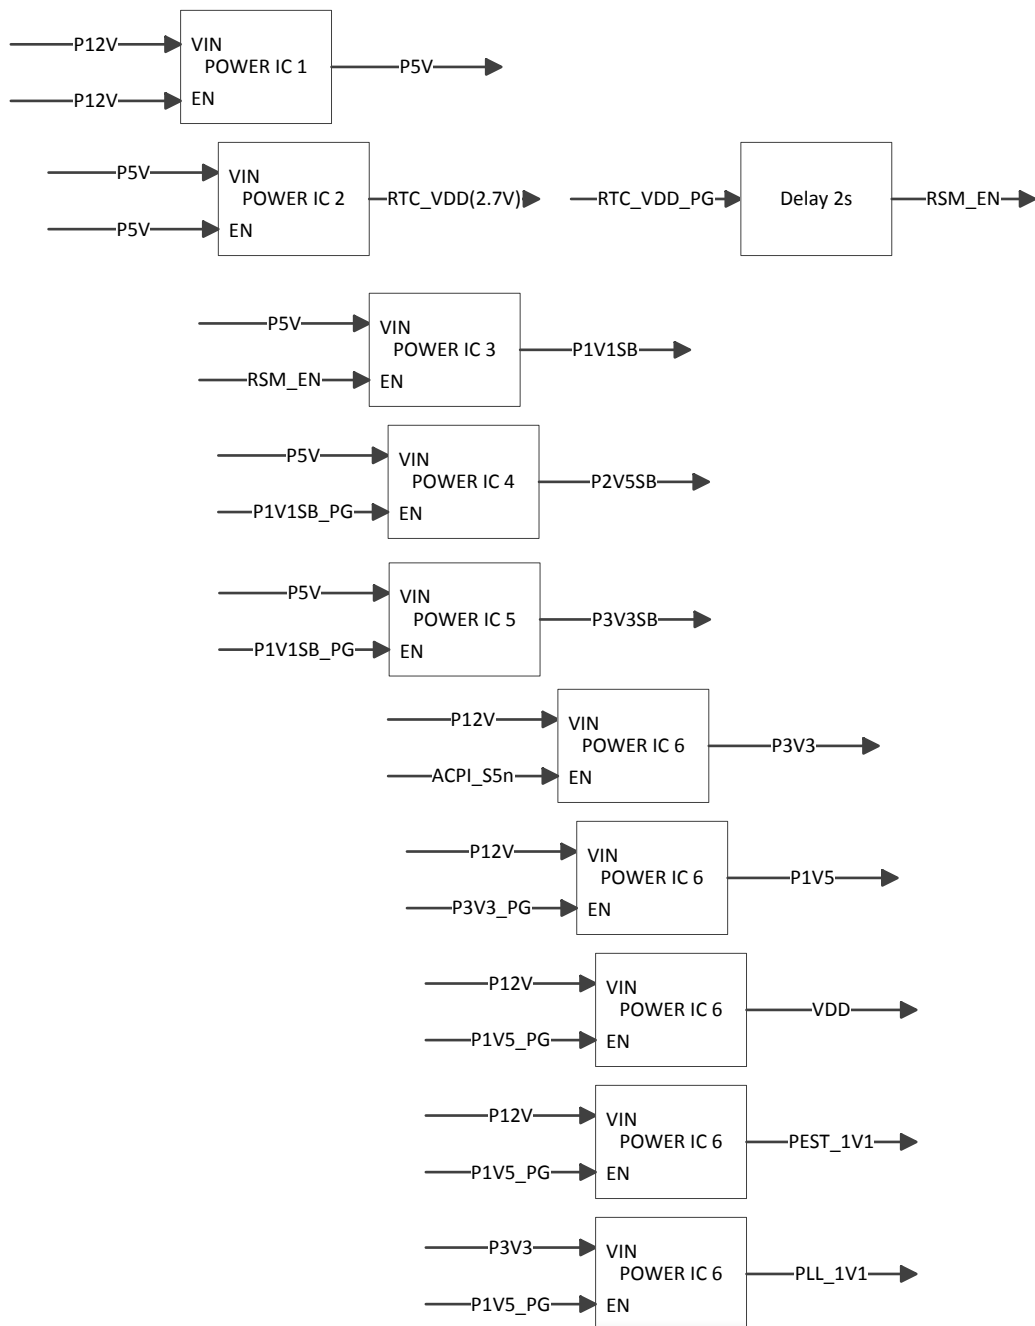 P12V VIN
POWER IC 1 P5V
P12V EN
P5V VIN
POWER IC 2 RTC_VDD(2.7V) RTC_VDD_PG Delay 2s RSM_EN
P5V EN
P5V VIN
POWER IC 3 P1V1SB
RSM_EN EN
P5V VIN
POWER IC 4 P2V5SB
P1V1SB_PG EN
P5V VIN
POWER IC 5 P3V3SB
P1V1SB_PG EN
P12V VIN
POWER IC 6 P3V3
ACPI_S5n EN
P12V VIN
POWER IC 6 P1V5
P3V3_PG EN
P12V VIN
POWER IC 6 VDD
P1V5_PG EN
P12V VIN
POWER IC 6 PEST_1V1
P1V5_PG EN
P3V3 VIN
POWER IC 6 PLL_1V1
P1V5_PG EN